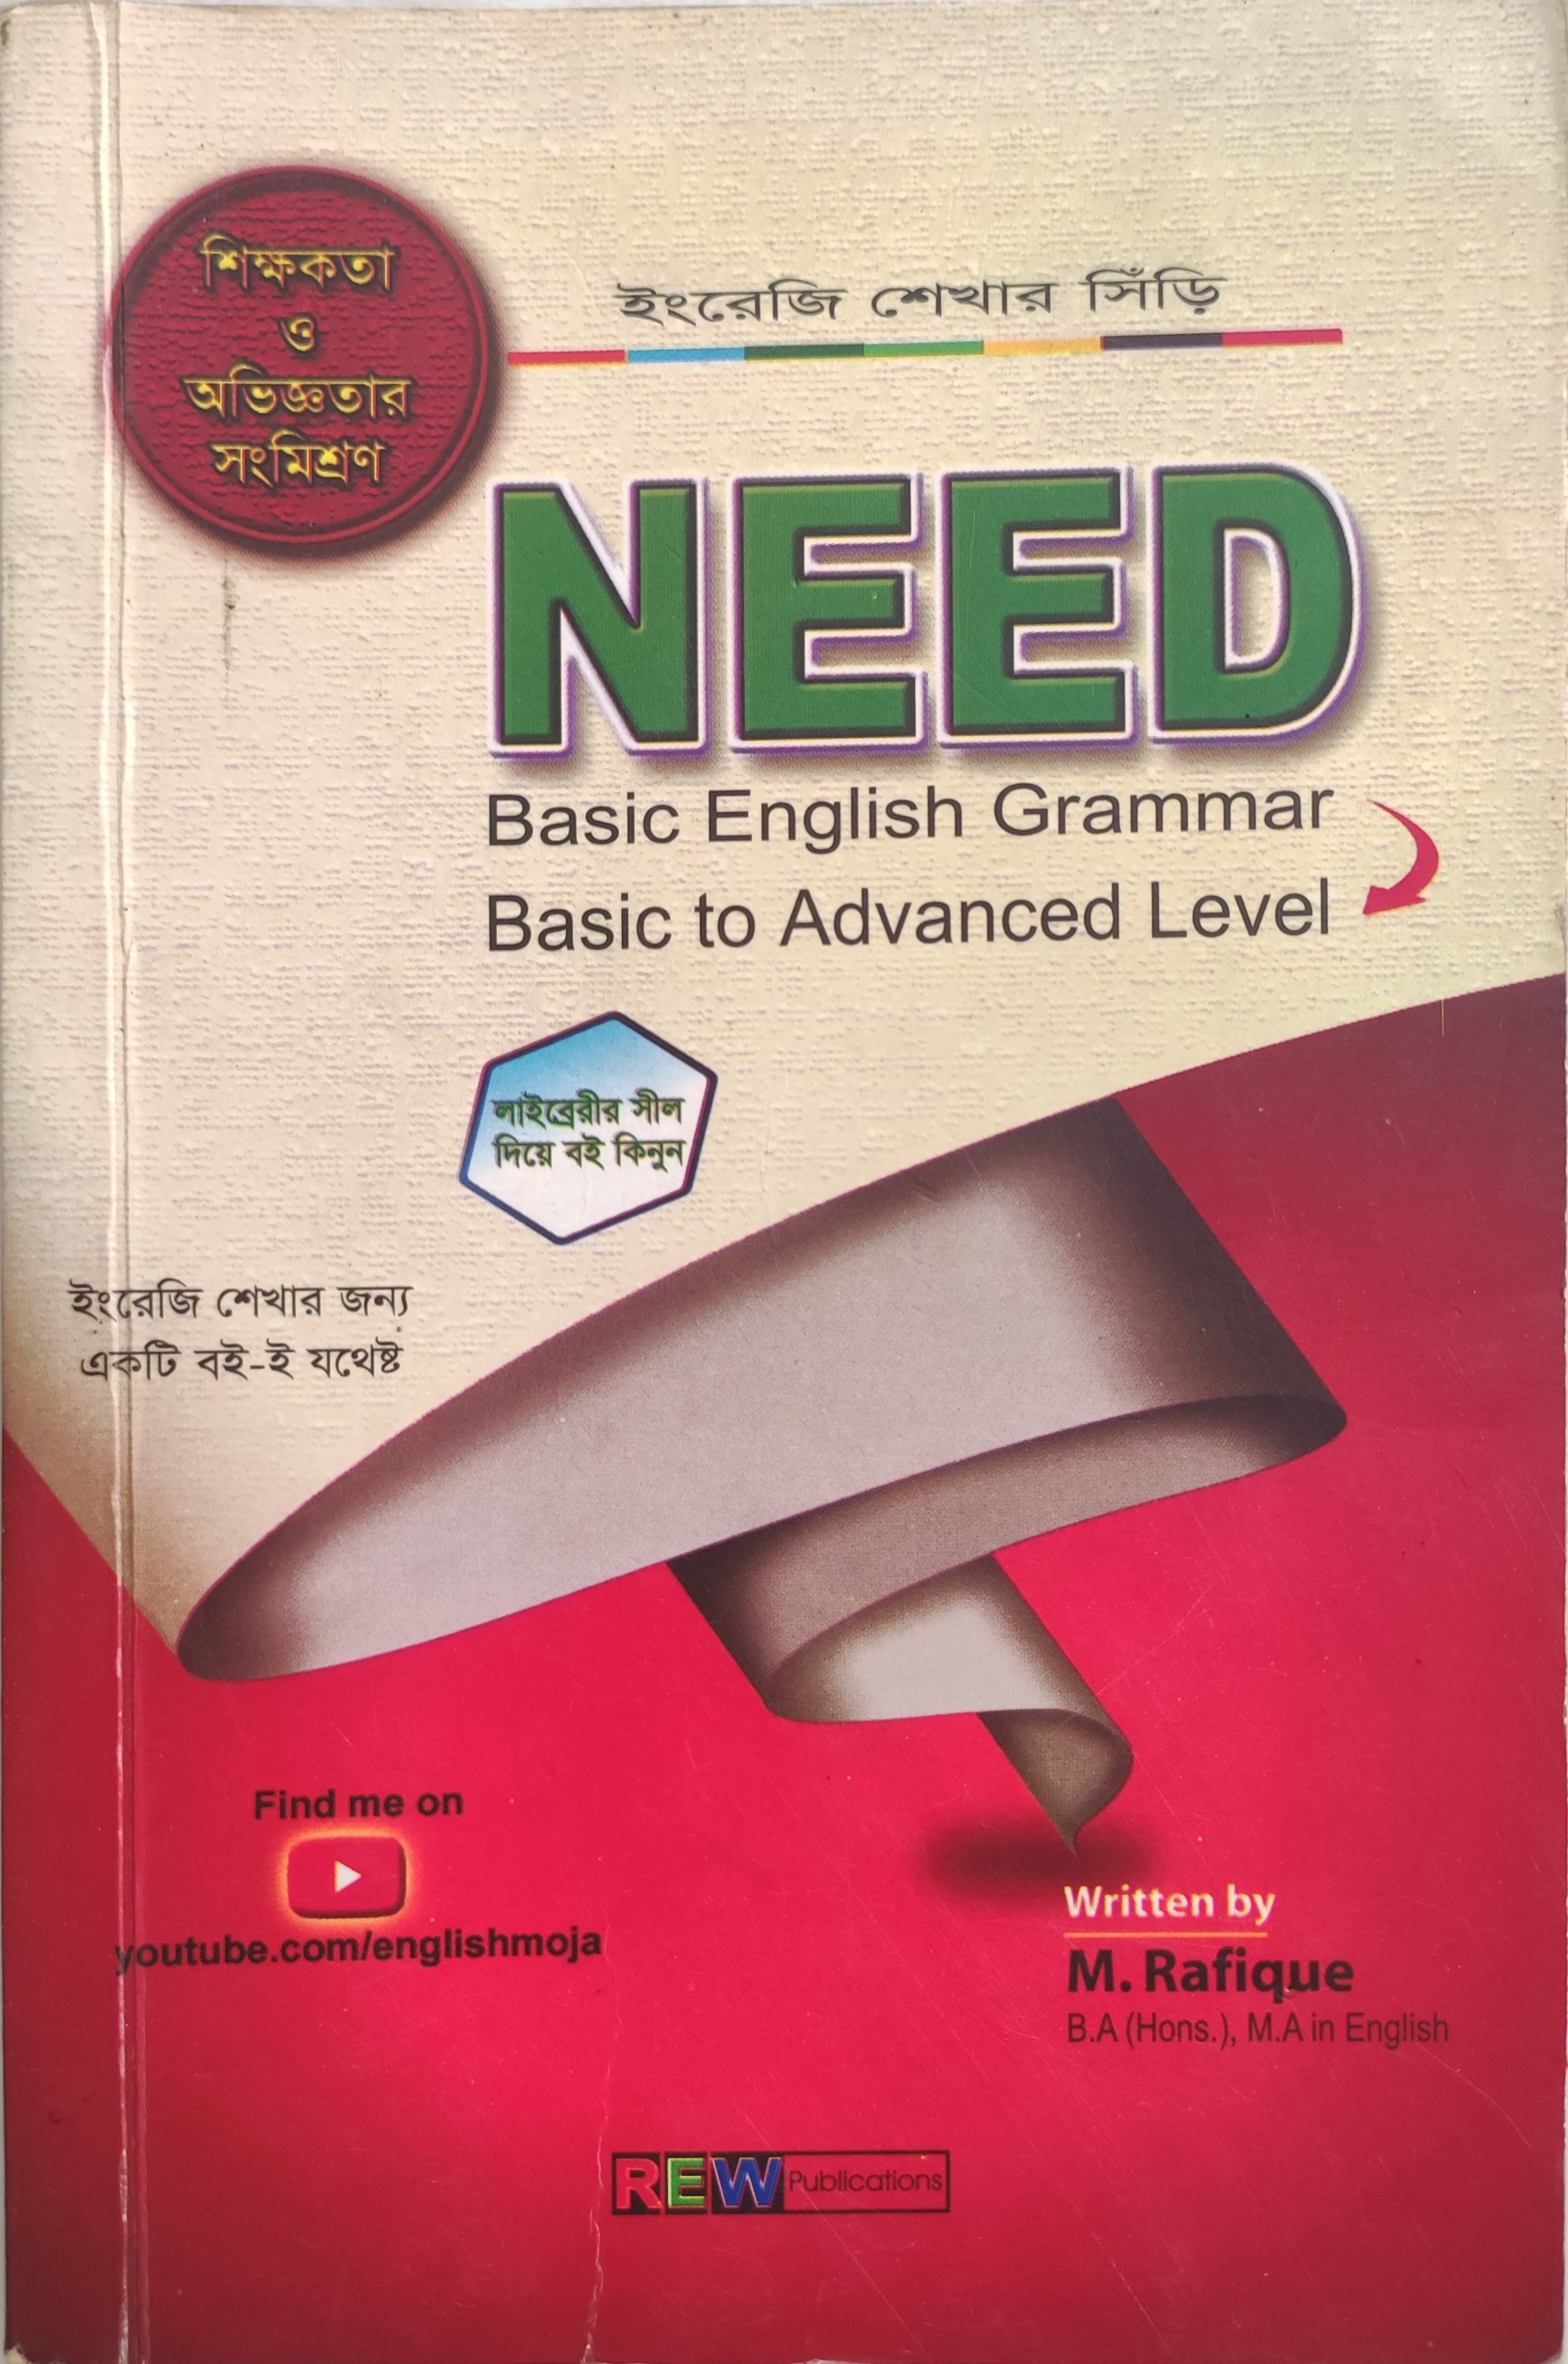 শিক্ষকতা
ও
অভিজ্ঞতার
সংমিশ্রণ
ইংরেজি শেখার সিঁড়ি
NEED
Basic English Grammar
Basic to Advanced Level
লাইব্রেরীর সীল
দিয়ে বই কিনুন
ইংরেজি শেখার জন্য
একটি বই-ই যথেষ্ট
Find me on
youtube.com/englishmoja
Written by
M. Rafique
B.A (Hons.), M.A in English
REW Publications